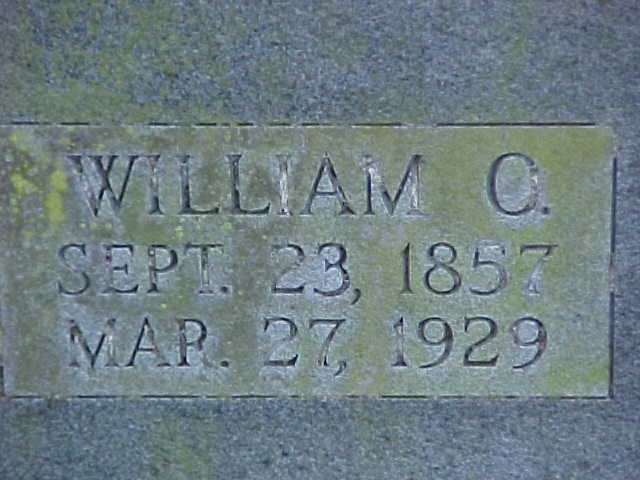 WILLIAM O.
SEPT. 23, 1857
MAR. 27, 1929